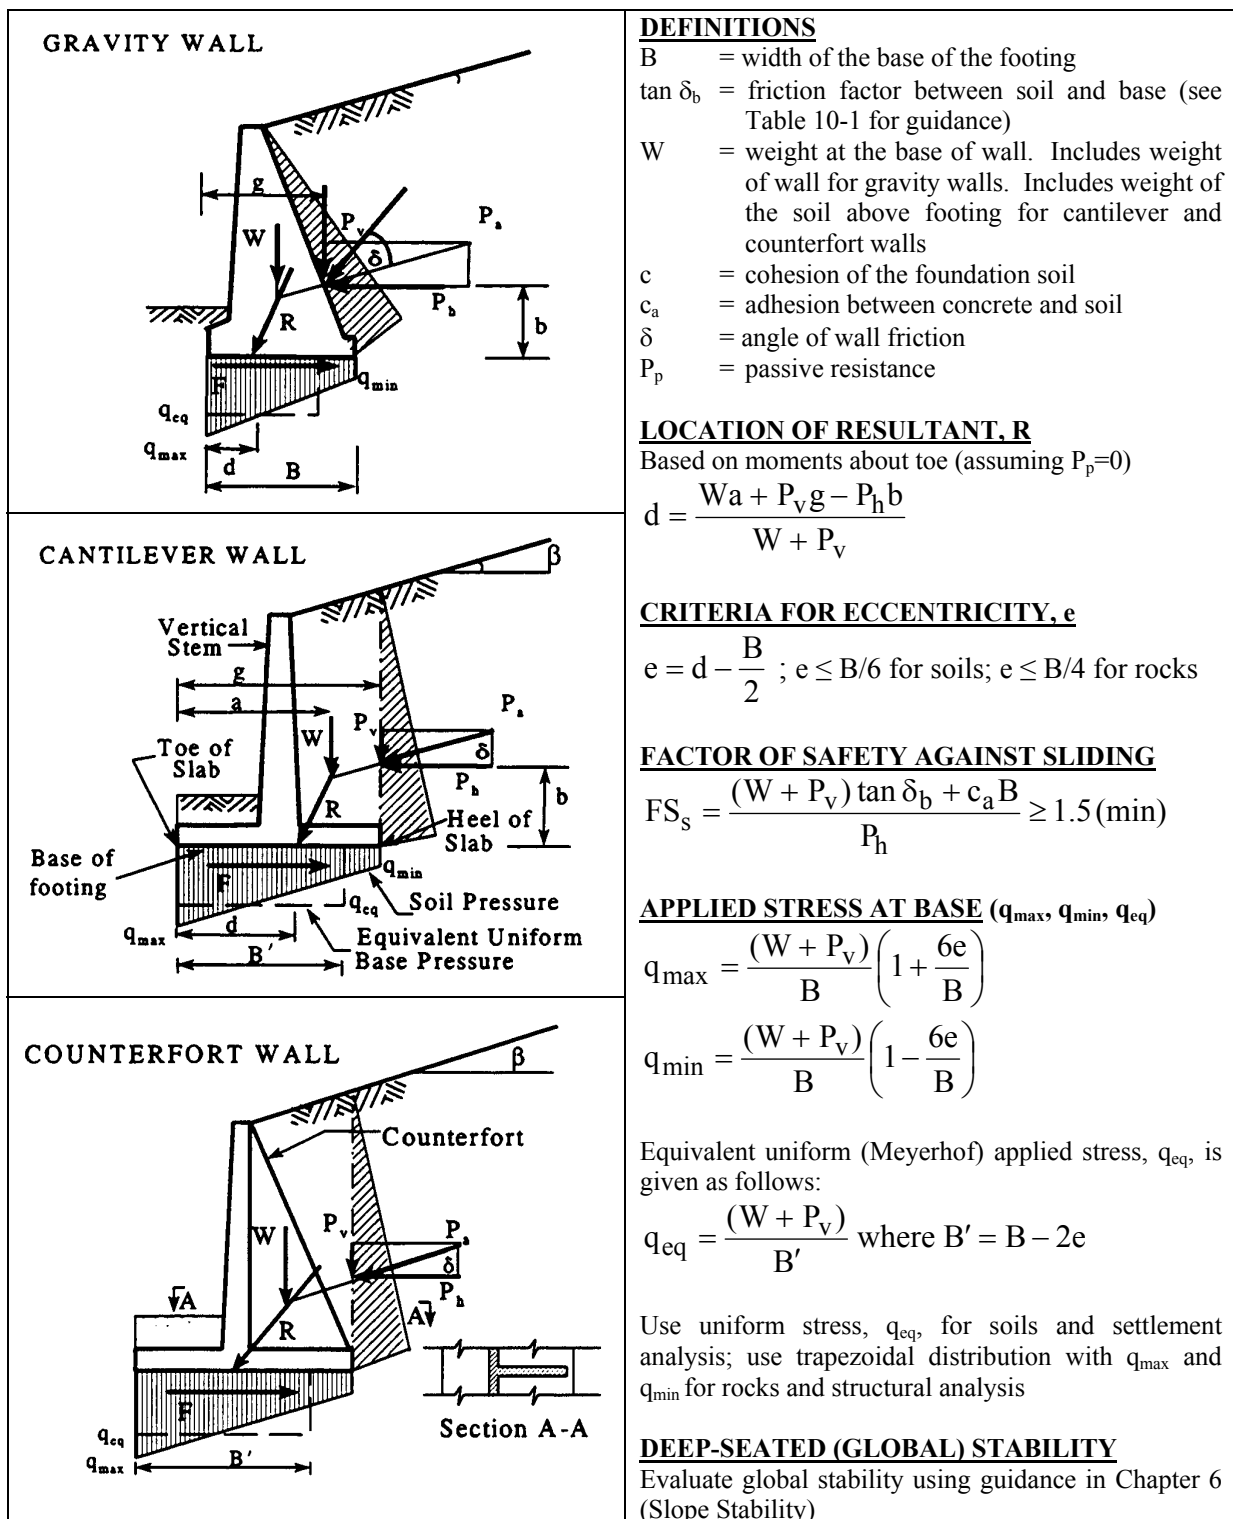 GRAVITY WALL
g
P_v
P_a
W
δ
P_h
b
R
F
q_min
q_eq
q_max
d
B
CANTILEVER WALL
β
Vertical
Stem
g
a
P_v
P_a
W
δ
Toe of
Slab
P_h
b
R
Heel of
Slab
Base of
footing
F
q_min
q_eq
Soil Pressure
q_max
d
Equivalent Uniform
Base Pressure
B′
COUNTERFORT WALL
β
Counterfort
P_v
P_a
W
δ
P_h
A
A
R
F
q_eq
q_max
B′
Section A-A
DEFINITIONS
B = width of the base of the footing
tan δ_b = friction factor between soil and base (see
Table 10-1 for guidance)
W = weight at the base of wall. Includes weight
of wall for gravity walls. Includes weight of
the soil above footing for cantilever and
counterfort walls
c = cohesion of the foundation soil
c_a = adhesion between concrete and soil
δ = angle of wall friction
P_p = passive resistance
LOCATION OF RESULTANT, R
Based on moments about toe (assuming P_p=0)
d = (Wa + P_v g − P_h b) / (W + P_v)
CRITERIA FOR ECCENTRICITY, e
e = d − B/2 ; e ≤ B/6 for soils; e ≤ B/4 for rocks
FACTOR OF SAFETY AGAINST SLIDING
FS_s = ((W + P_v) tan δ_b + c_a B) / P_h ≥ 1.5 (min)
APPLIED STRESS AT BASE (q_max, q_min, q_eq)
q_max = (W + P_v)/B (1 + 6e/B)
q_min = (W + P_v)/B (1 − 6e/B)
Equivalent uniform (Meyerhof) applied stress, q_eq, is
given as follows:
q_eq = (W + P_v)/B′ where B′ = B − 2e
Use uniform stress, q_eq, for soils and settlement
analysis; use trapezoidal distribution with q_max and
q_min for rocks and structural analysis
DEEP-SEATED (GLOBAL) STABILITY
Evaluate global stability using guidance in Chapter 6
(Slope Stability)